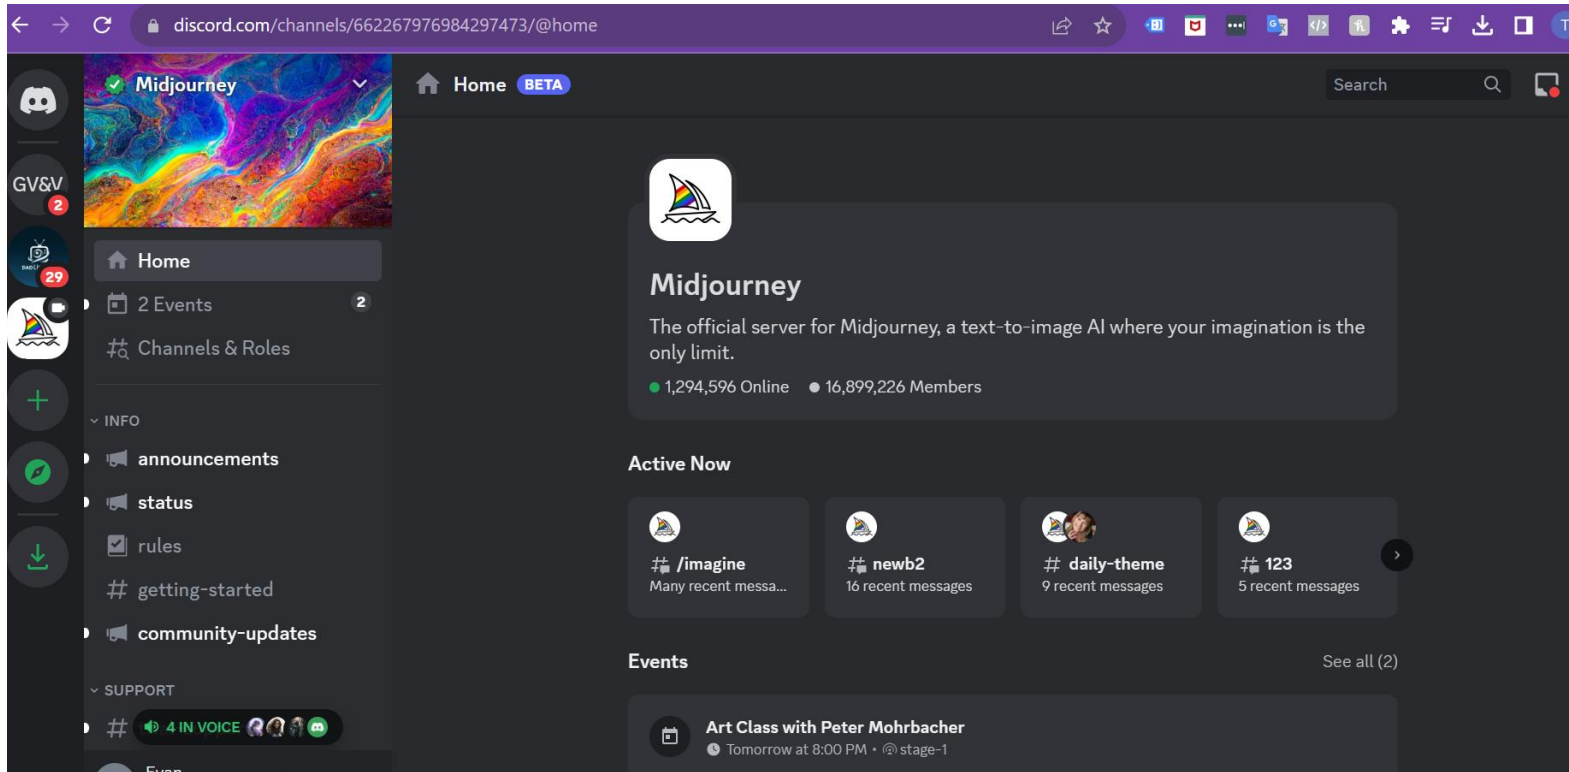 discord.com/channels/662267976984297473/@home
T
Midjourney
Home
BETA
Search
GV&V
2
29
Home
2 Events
2
Channels & Roles
INFO
announcements
status
rules
getting-started
community-updates
SUPPORT
4 IN VOICE
Midjourney
The official server for Midjourney, a text-to-image AI where your imagination is the
only limit.
1,294,596 Online
16,899,226 Members
Active Now
/imagine
Many recent messa...
newb2
16 recent messages
daily-theme
9 recent messages
123
5 recent messages
Events
See all (2)
Art Class with Peter Mohrbacher
Tomorrow at 8:00 PM • stage-1